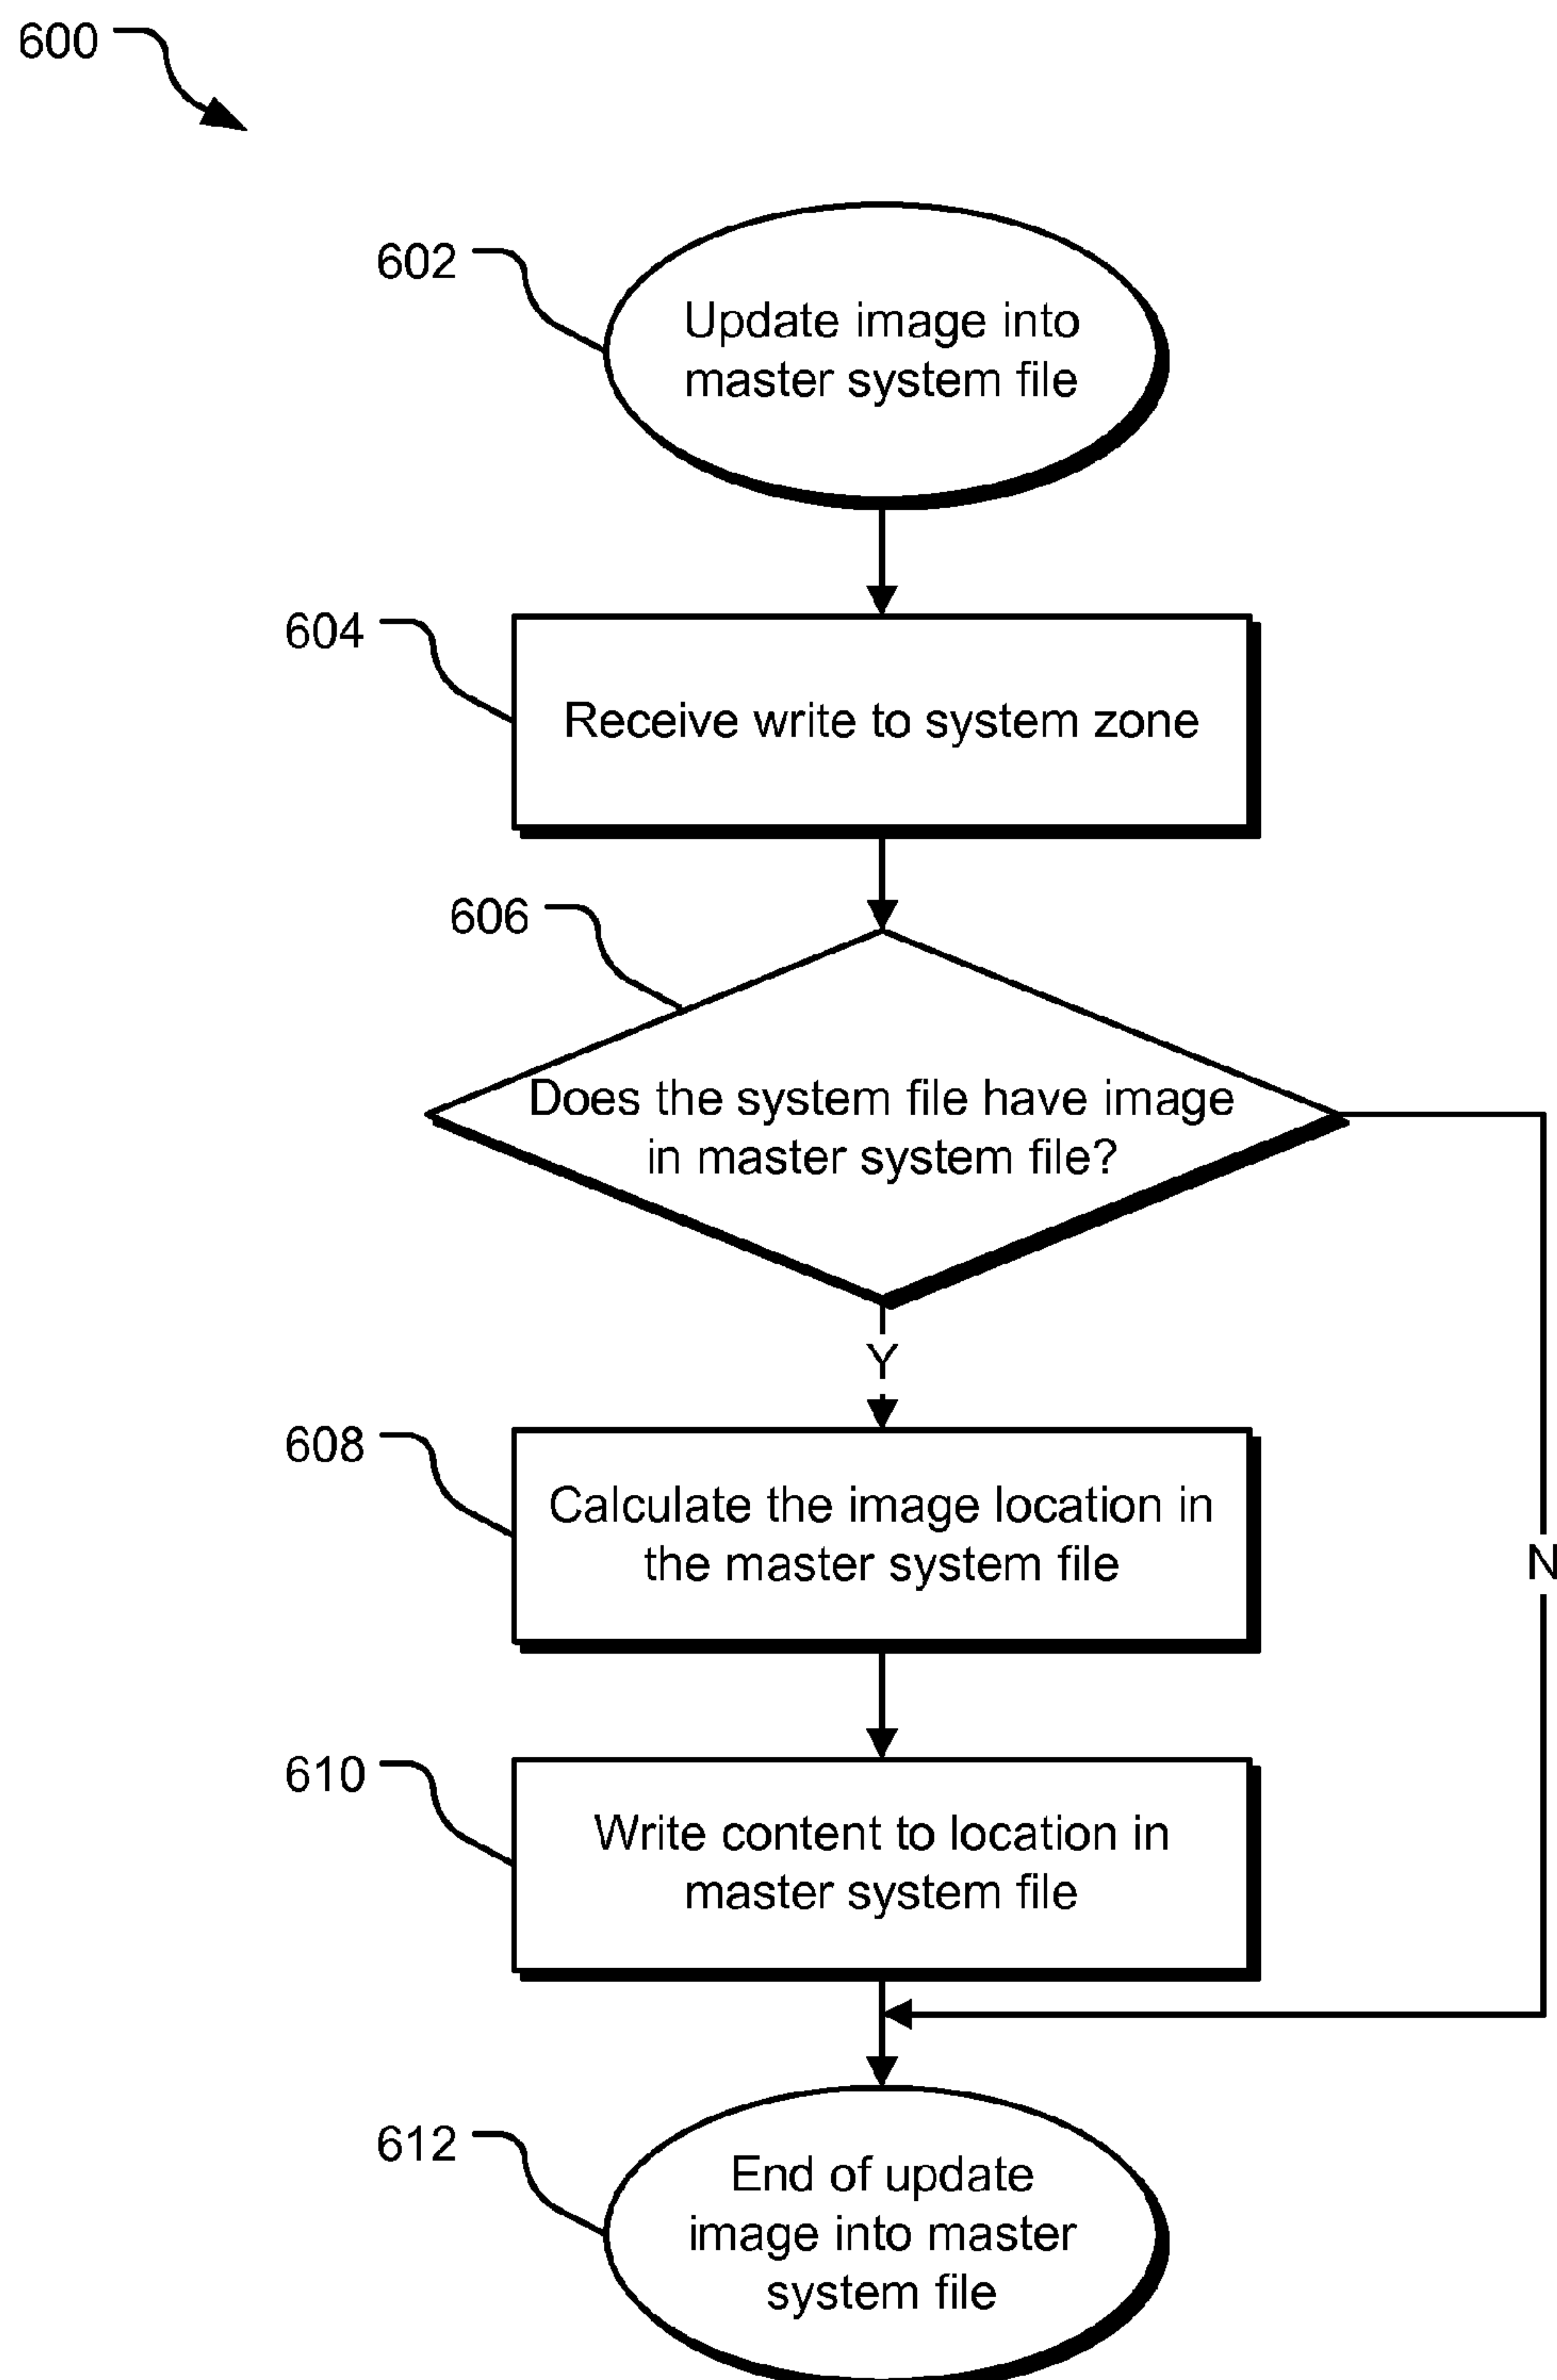 600
602
Update image into
master system file
604
Receive write to system zone
606
Does the system file have image
in master system file?
Y
608
Calculate the image location in
the master system file
N
610
Write content to location in
master system file
612
End of update
image into master
system file